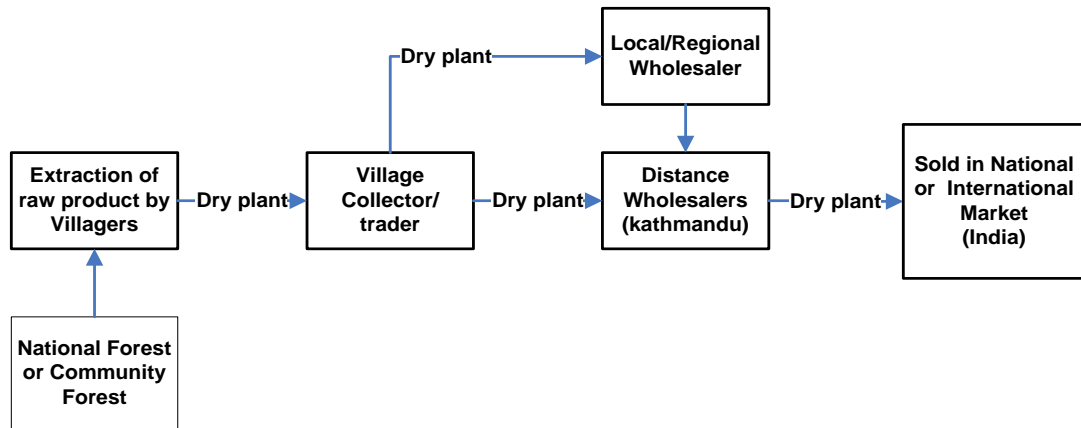 Dry plant
Local/Regional
Wholesaler
Extraction of
raw product by
Villagers
Dry plant
Village
Collector/
trader
Dry plant
Distance
Wholesalers
(kathmandu)
Dry plant
Sold in National
or International
Market
(India)
National Forest
or Community
Forest